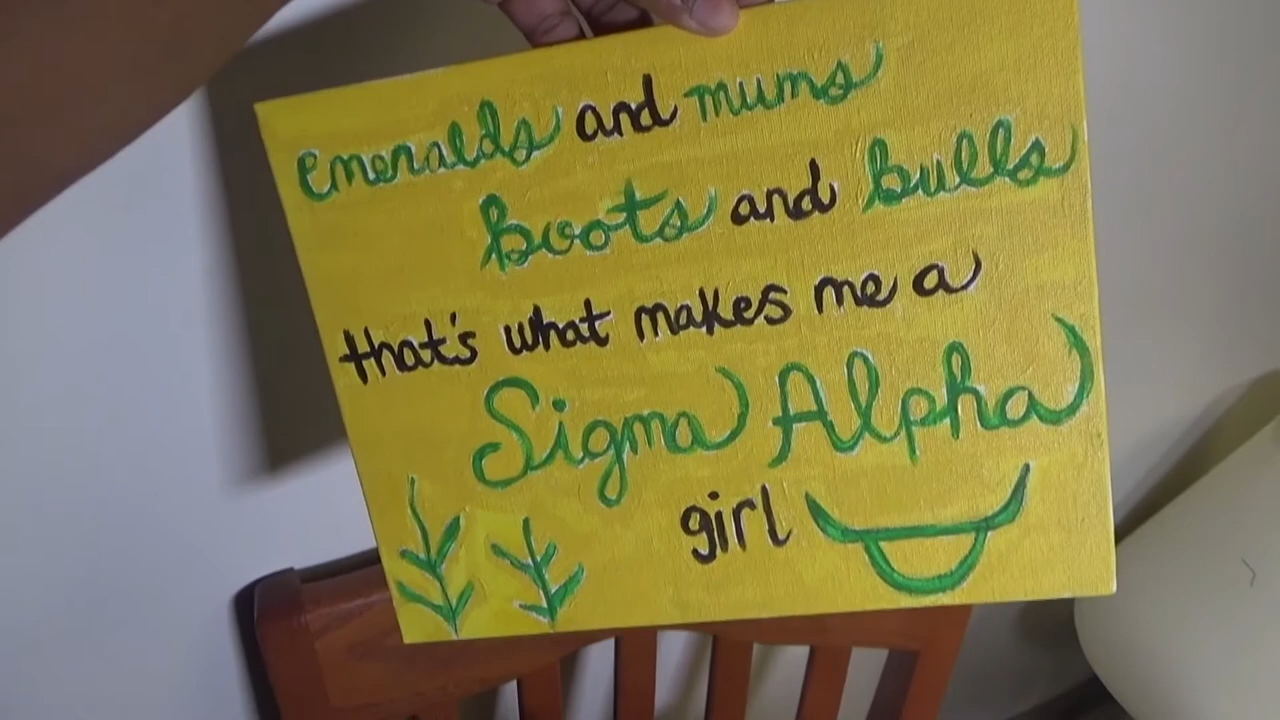 emeralds and mums
boots and bulls
that's what makes me a
Sigma Alpha
girl